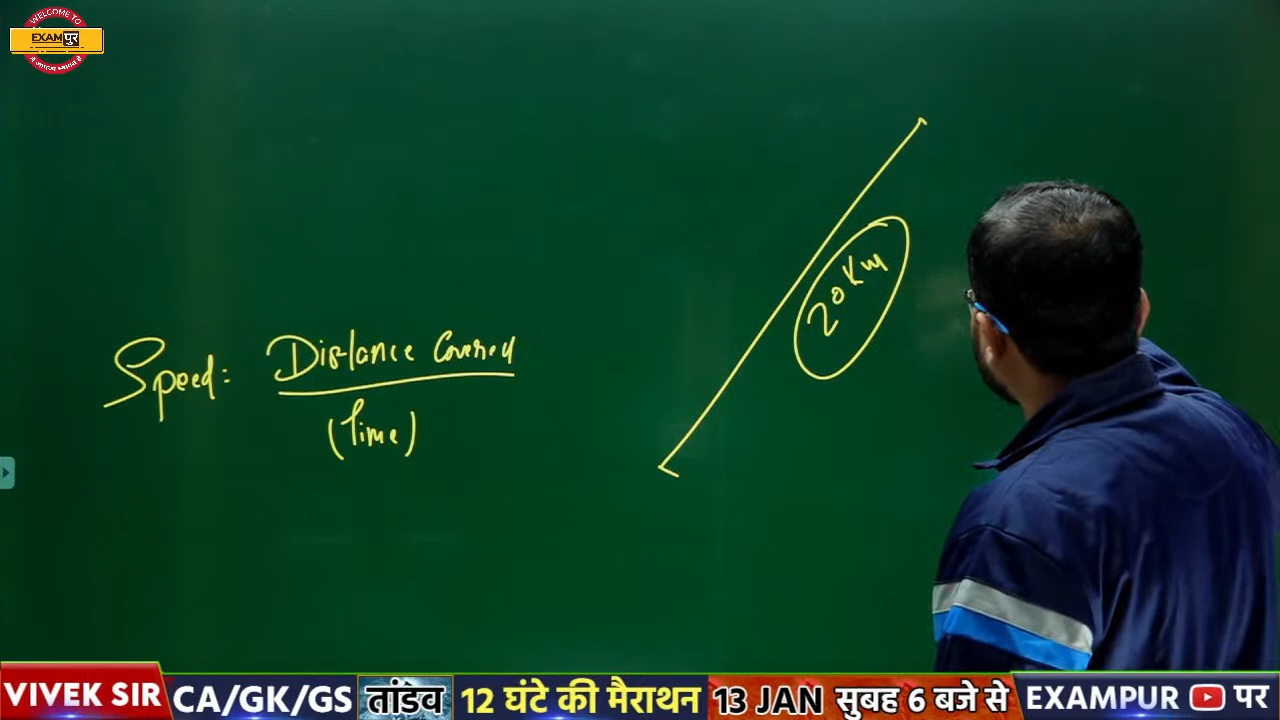 WELCOME TO
EXAMपुर
20 Km
Speed: Distance Covered
(Time)
VIVEK SIR CA/GK/GS तांडव 12 घंटे की मैराथन 13 JAN सुबह 6 बजे से EXAMPUR पर